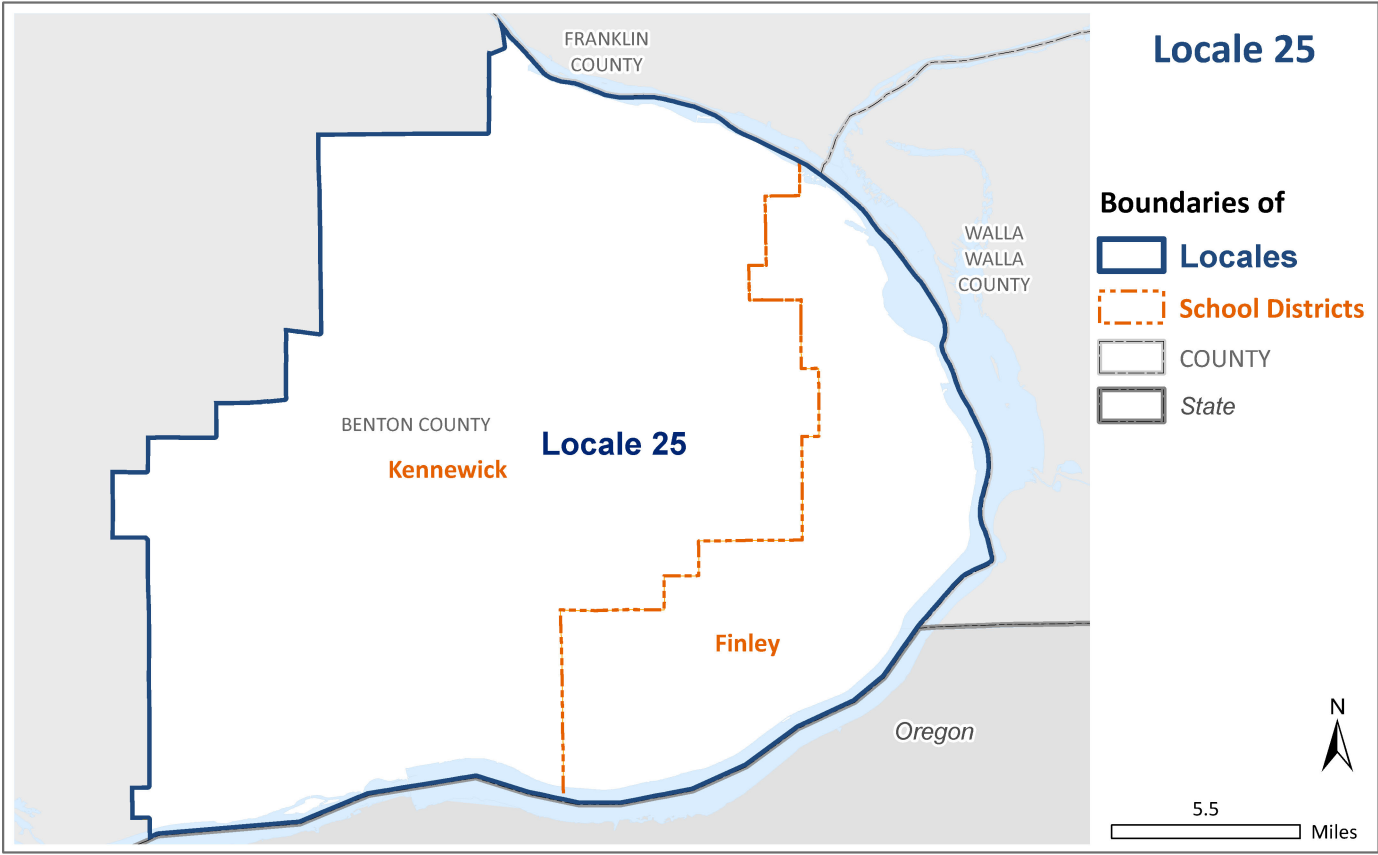 FRANKLIN
COUNTY
WALLA
WALLA
COUNTY
BENTON COUNTY
Locale 25
Kennewick
Finley
Oregon
Locale 25
Boundaries of
Locales
School Districts
COUNTY
State
N
5.5
Miles